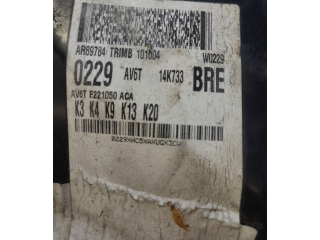 AR89784 TRIMB 101004 W0229
0229 AV6T 14K733 BRE
AV6T F221050 ACA
K3 K4 K9 K13 K20